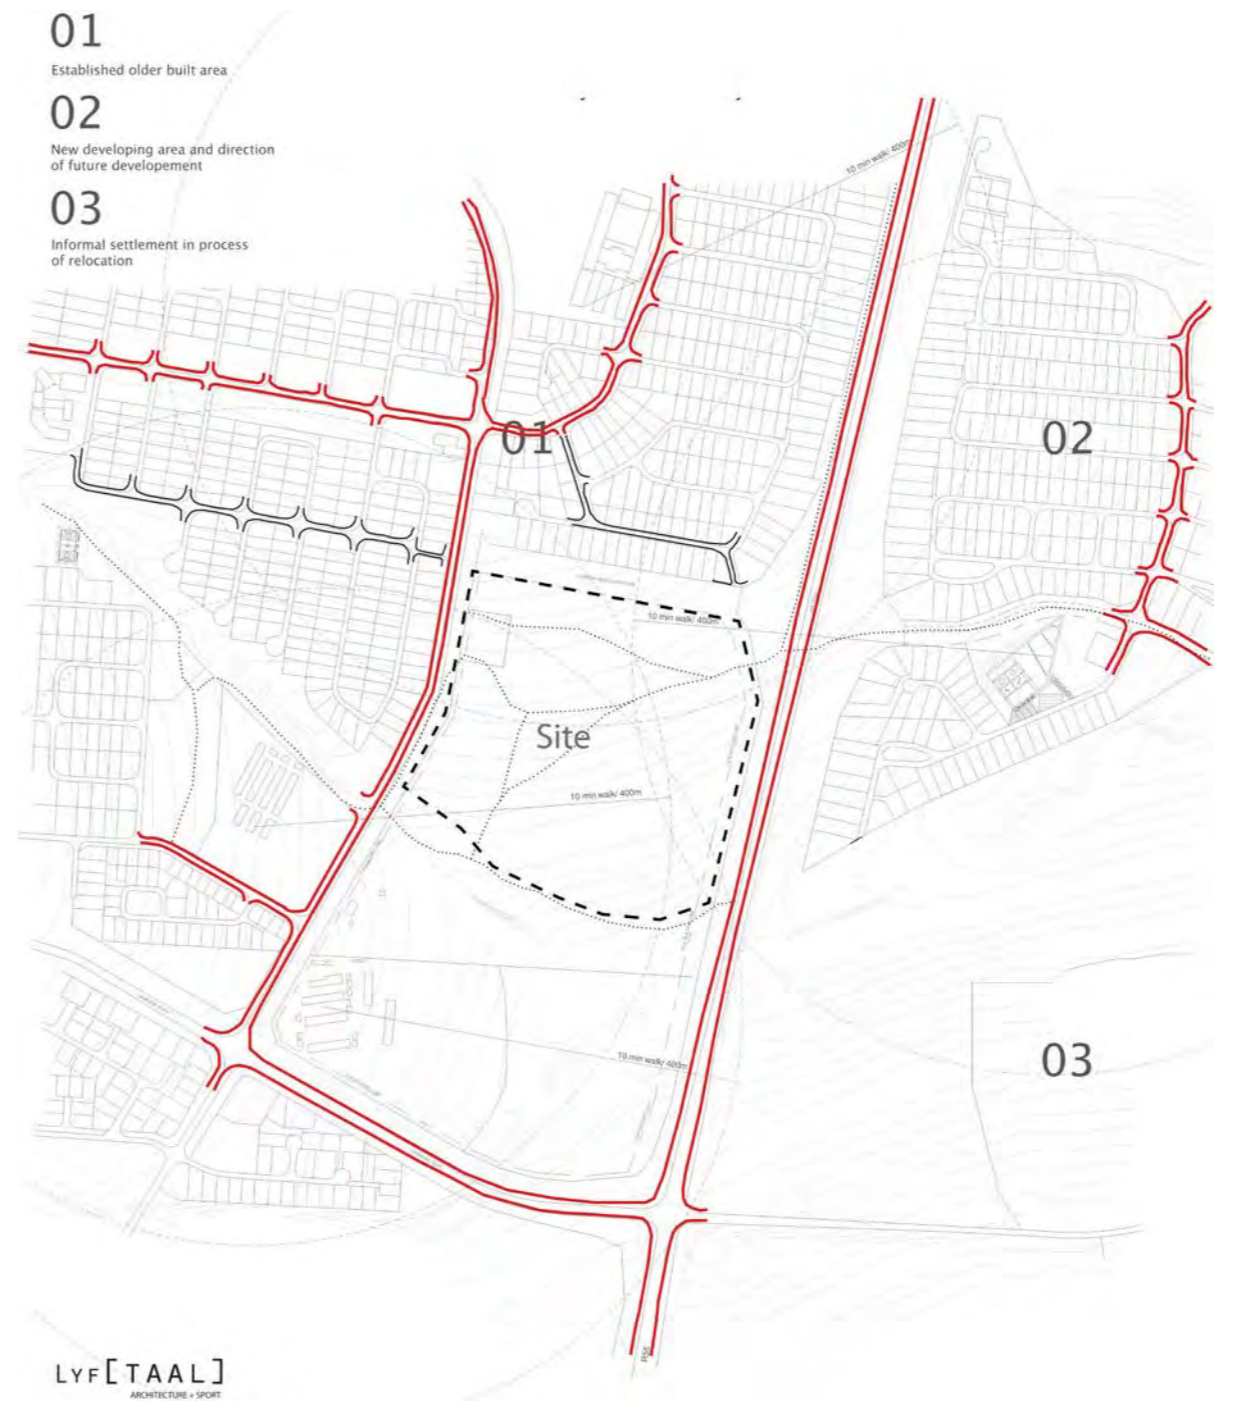 01
Established older built area
02
New developing area and direction
of future developement
03
Informal settlement in process
of relocation
10 min walk/ 400m
01
02
10 min walk/ 400m
Site
10 min walk/ 400m
03
10 min walk/ 400m
R55
LYF[TAAL]
ARCHITECTURE + SPORT